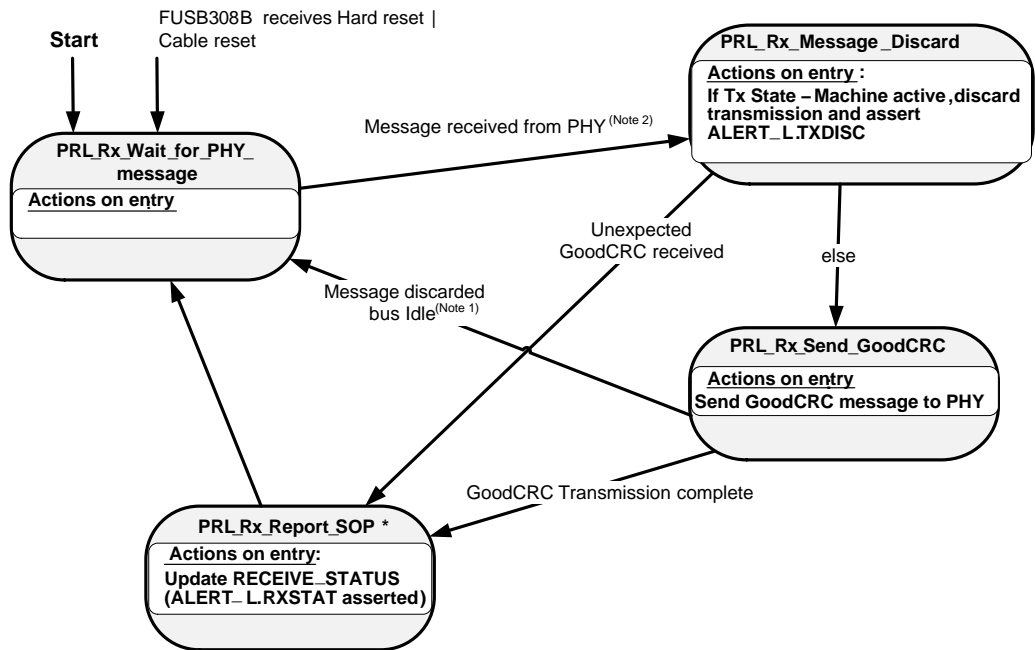 FUSB308B receives Hard reset |
Cable reset
Start
PRL_Rx_Message_Discard
Actions on entry :
If Tx State – Machine active ,discard
transmission and assert
ALERT_L.TXDISC
Message received from PHY (Note 2)
PRL_Rx_Wait_for_PHY_
message
Actions on entry
Unexpected
GoodCRC received
else
Message discarded
bus Idle (Note 1)
PRL_Rx_Send_GoodCRC
Actions on entry
Send GoodCRC message to PHY
GoodCRC Transmission complete
PRL_Rx_Report_SOP *
Actions on entry:
Update RECEIVE_STATUS
(ALERT_L.RXSTAT asserted)